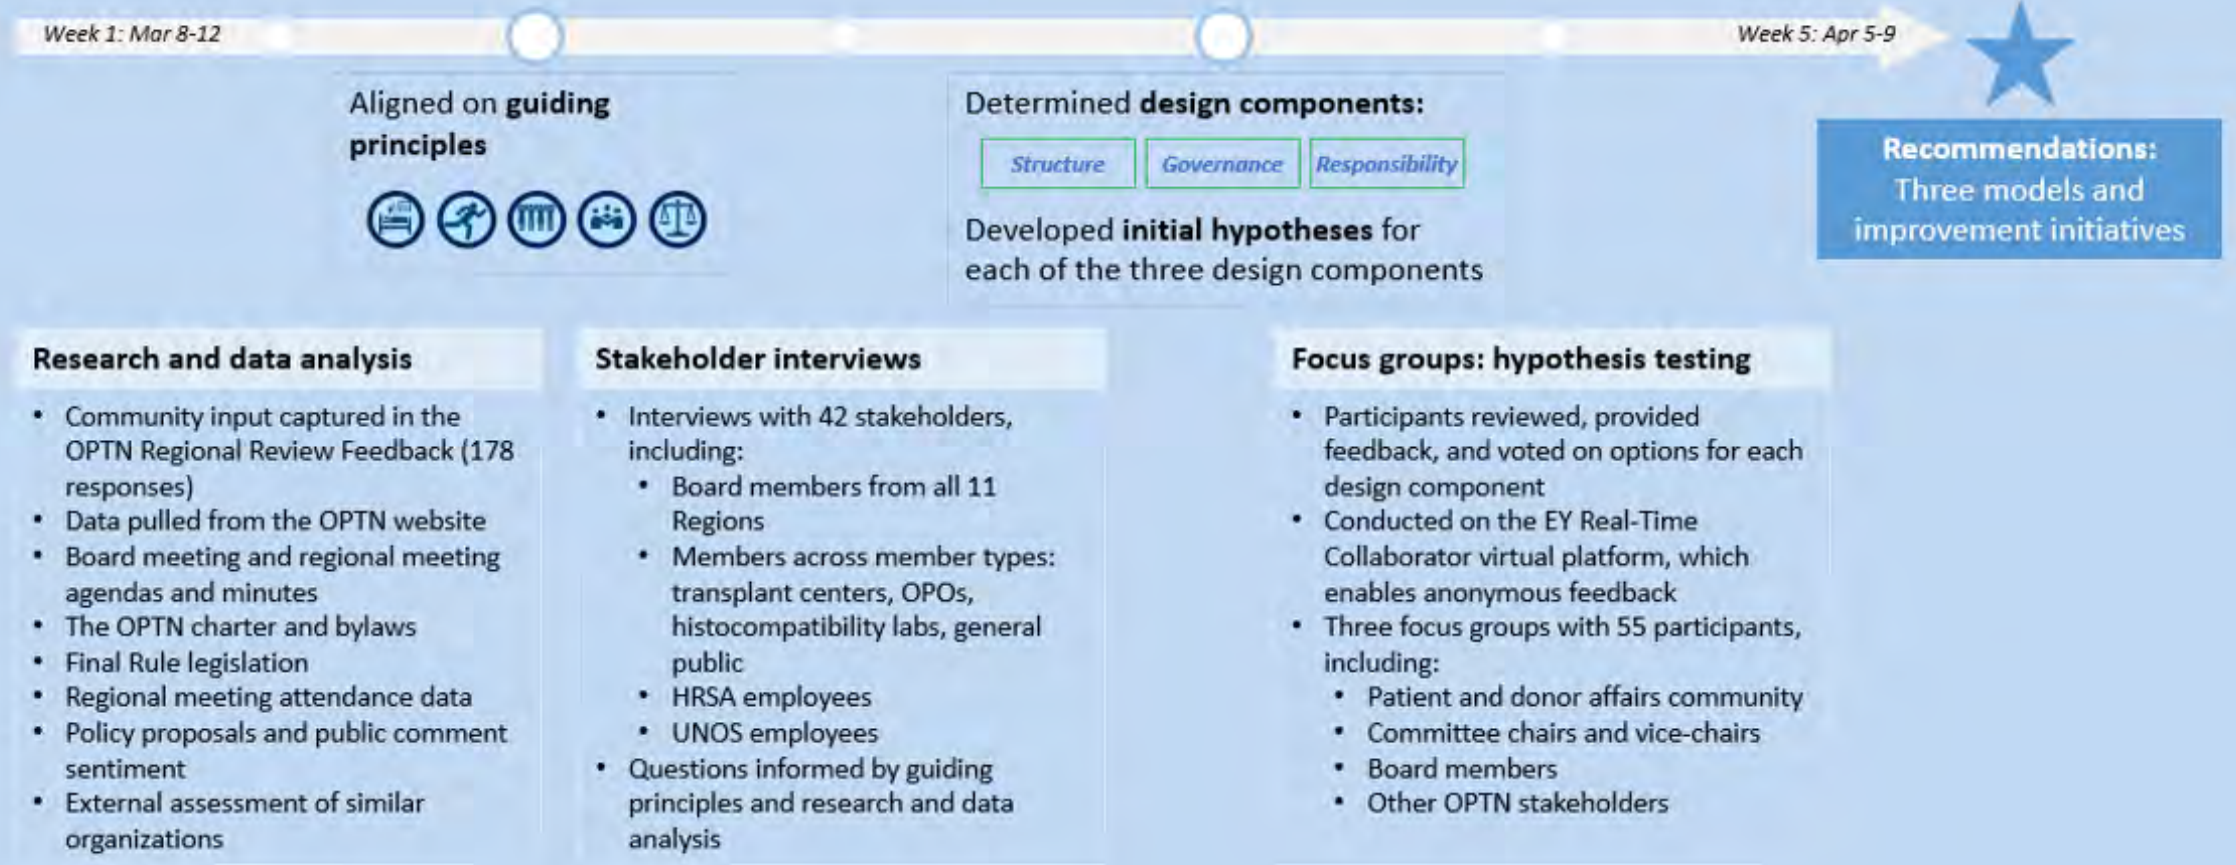 Week 1: Mar 8-12
Week 5: Apr 5-9
Aligned on guiding
principles
Determined design components:
Structure
Governance
Responsibility
Developed initial hypotheses for
each of the three design components
Recommendations:
Three models and
improvement initiatives
Research and data analysis
• Community input captured in the
OPTN Regional Review Feedback (178
responses)
• Data pulled from the OPTN website
• Board meeting and regional meeting
agendas and minutes
• The OPTN charter and bylaws
• Final Rule legislation
• Regional meeting attendance data
• Policy proposals and public comment
sentiment
• External assessment of similar
organizations
Stakeholder interviews
• Interviews with 42 stakeholders,
including:
• Board members from all 11
Regions
• Members across member types:
transplant centers, OPOs,
histocompatibility labs, general
public
• HRSA employees
• UNOS employees
• Questions informed by guiding
principles and research and data
analysis
Focus groups: hypothesis testing
• Participants reviewed, provided
feedback, and voted on options for each
design component
• Conducted on the EY Real-Time
Collaborator virtual platform, which
enables anonymous feedback
• Three focus groups with 55 participants,
including:
• Patient and donor affairs community
• Committee chairs and vice-chairs
• Board members
• Other OPTN stakeholders